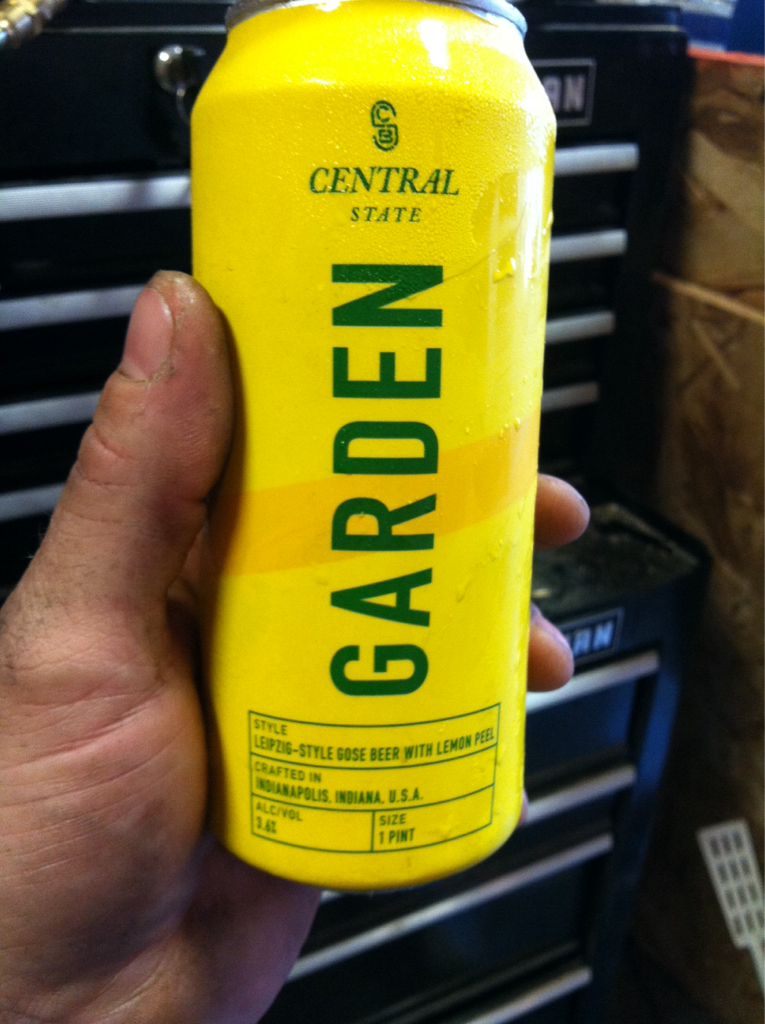 CSB
CENTRAL
STATE
GARDEN
STYLE
LEIPZIG-STYLE GOSE BEER WITH LEMON PEEL
CRAFTED IN
INDIANAPOLIS, INDIANA, U.S.A.
ALC/VOL
3.6%
SIZE
1 PINT